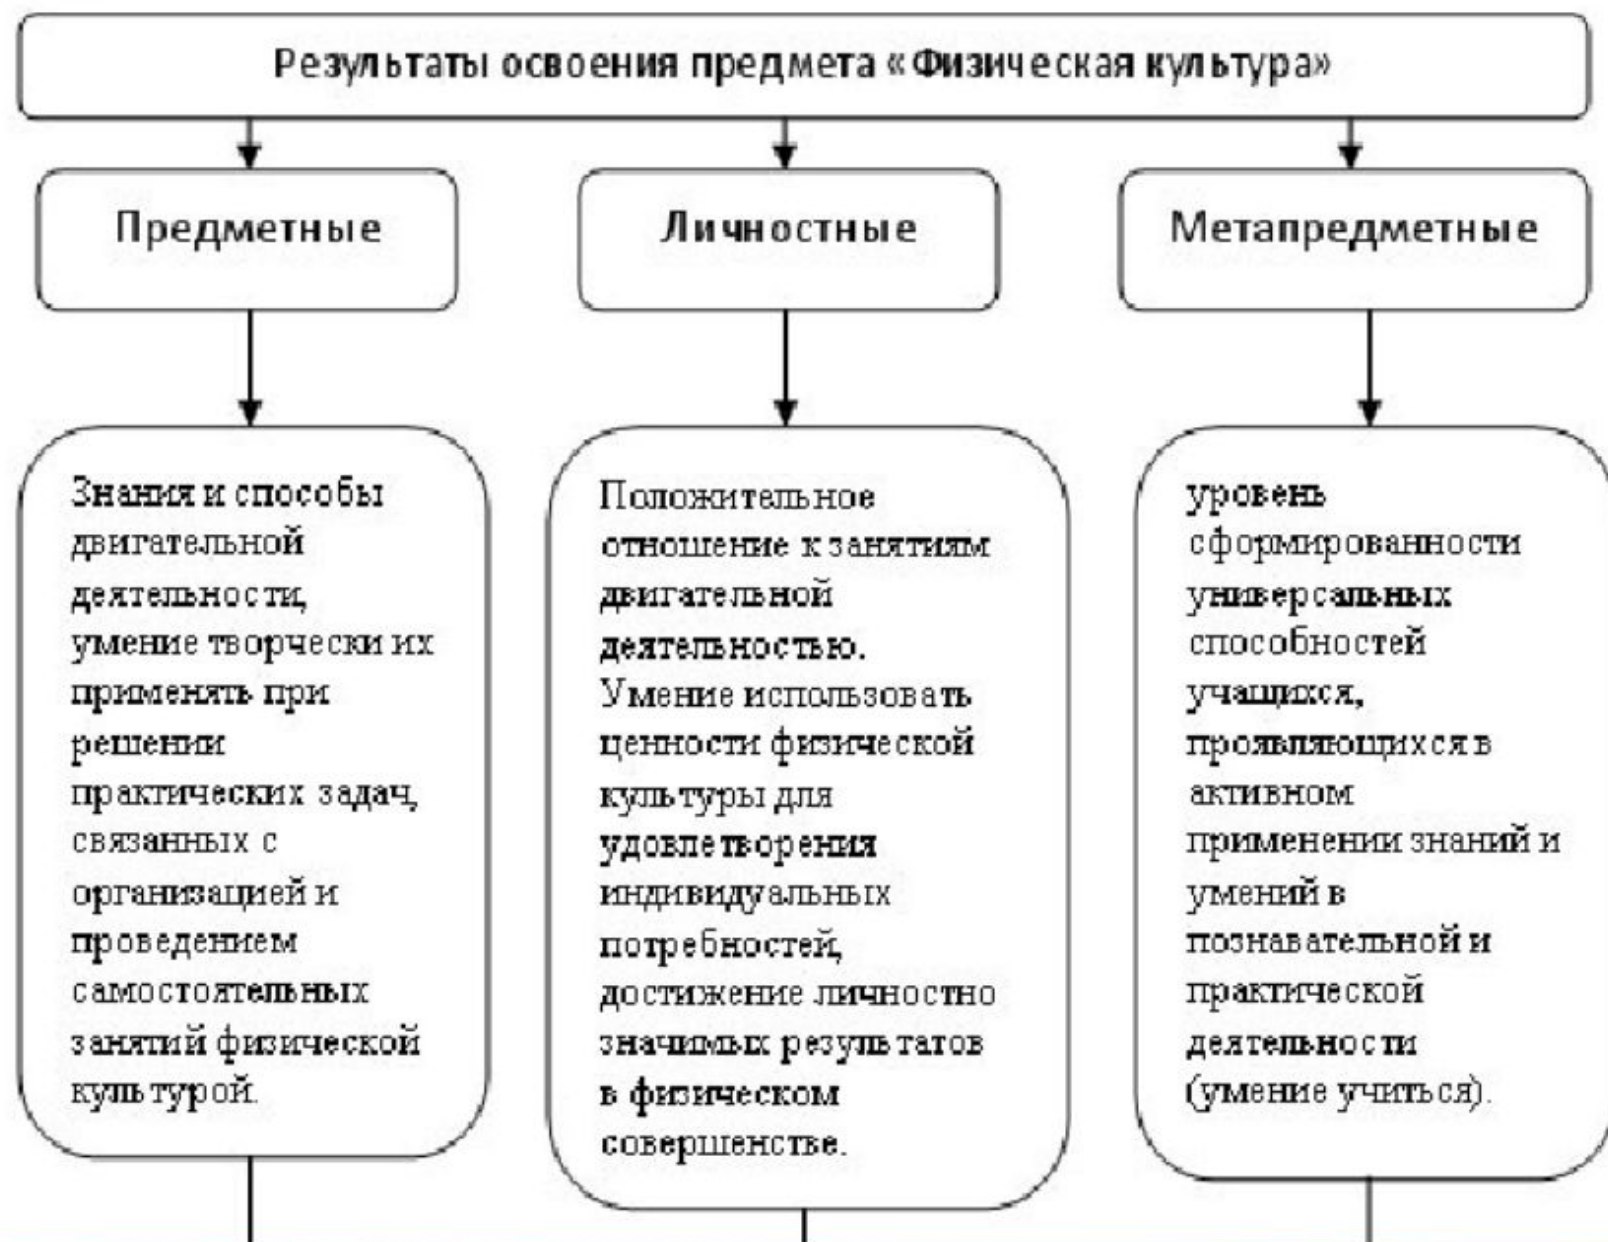 Результаты освоения предмета «Физическая культура»
Предметные
Личностные
Метапредметные
Знания и способы
двигательной
деятельности,
умение творчески их
применять при
решении
практических задач,
связанных с
организацией и
проведением
самостоятельных
занятий физической
культурой.
Положительное
отношение к занятиям
двигательной
деятельностью.
Умение использовать
ценности физической
культуры для
удовлетворения
индивидуальных
потребностей,
достижение личностно
значимых результатов
в физическом
совершенстве.
уровень
сформированности
универсальных
способностей
учащихся,
проявляющихся в
активном
применении знаний и
умений в
познавательной и
практической
деятельности
(умение учиться).